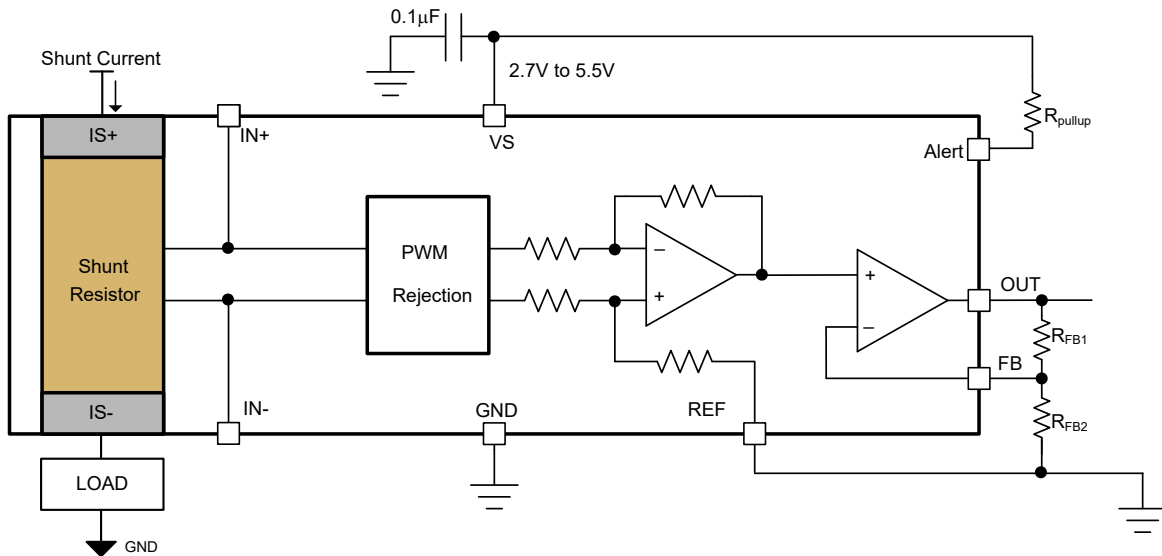 0.1μF
Shunt Current
2.7V to 5.5V
IS+
IN+
VS
Rpullup
Alert
Shunt
Resistor
PWM
Rejection
−
+
+
−
OUT
RFB1
FB
IS-
IN-
GND
REF
RFB2
LOAD
GND